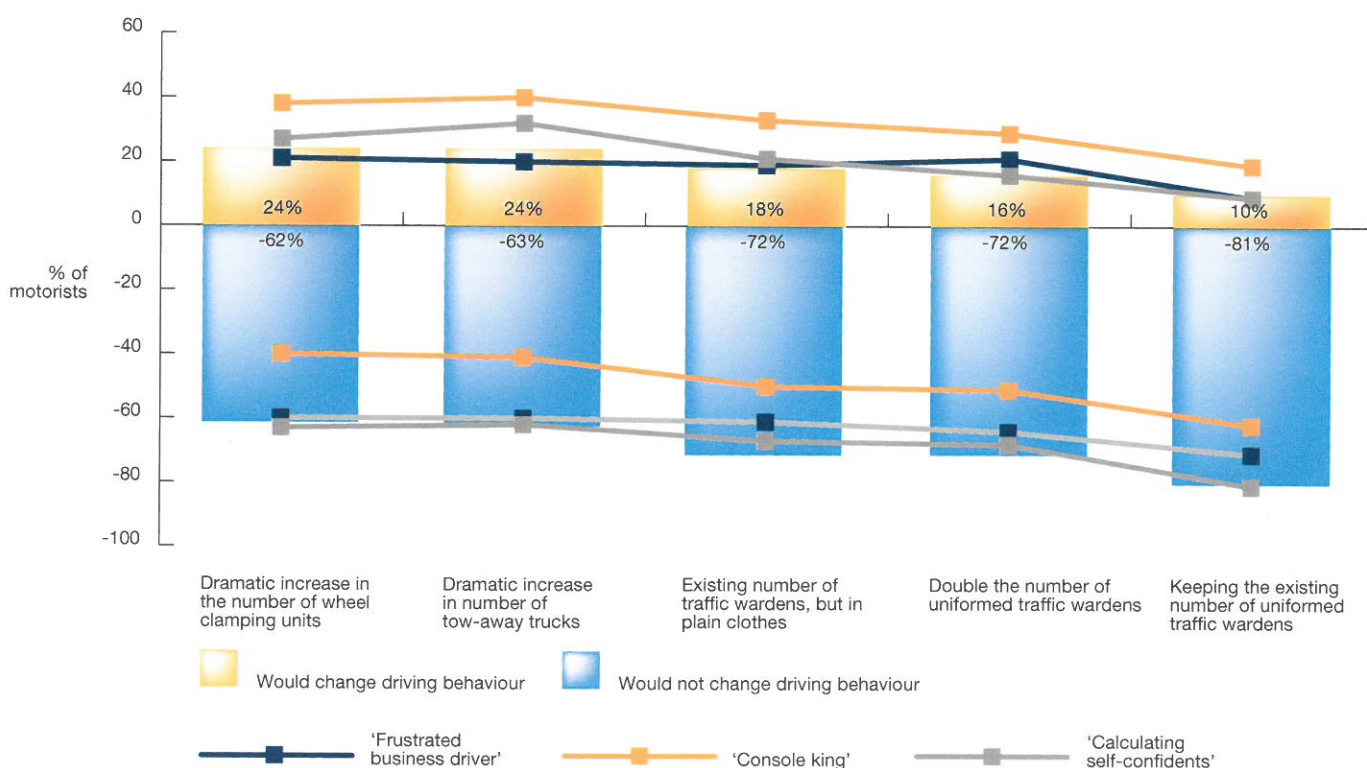 60
40
20
0
-20
-40
-60
-80
-100
% of
motorists
24%
24%
18%
16%
10%
-62%
-63%
-72%
-72%
-81%
Dramatic increase in
the number of wheel
clamping units
Dramatic increase
in number of
tow-away trucks
Existing number of
traffic wardens, but in
plain clothes
Double the number of
uniformed traffic wardens
Keeping the existing
number of uniformed
traffic wardens
Would change driving behaviour
Would not change driving behaviour
‘Frustrated
business driver’
‘Console king’
‘Calculating
self-confidents’